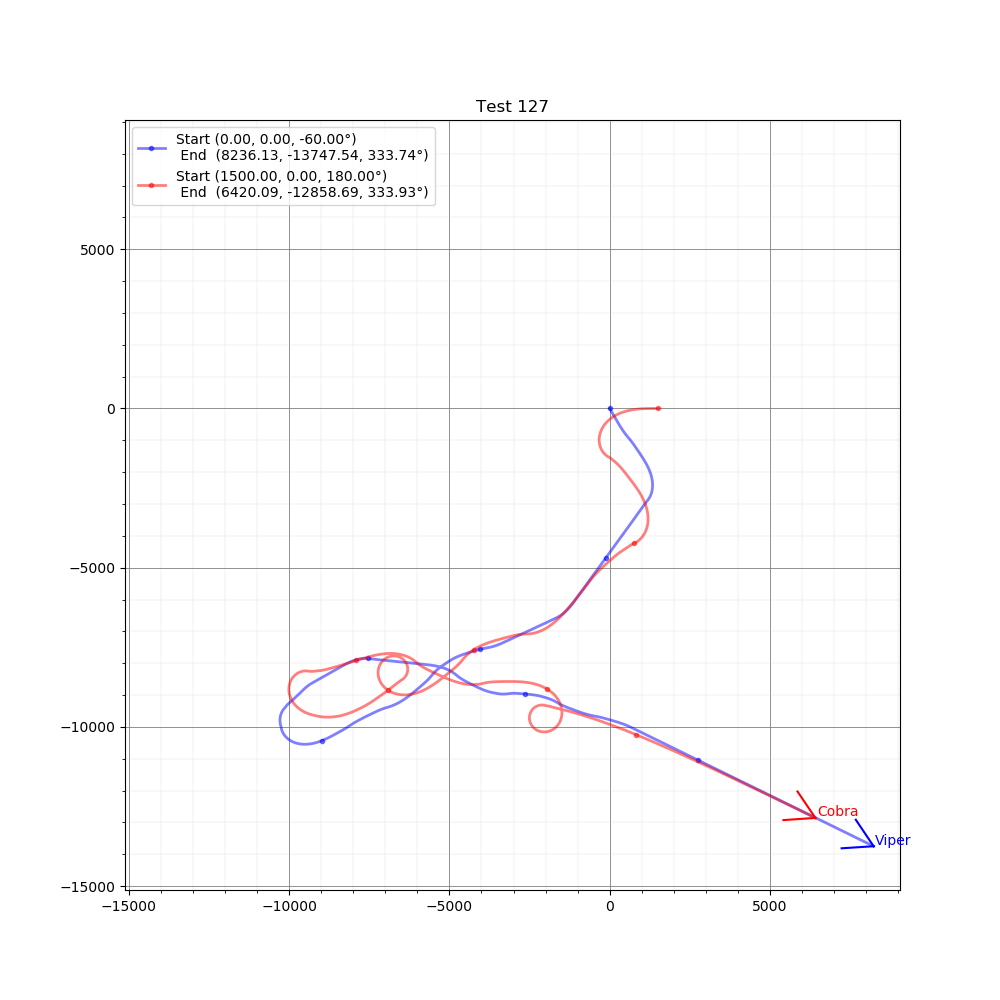 Test 127
Start (0.00, 0.00, -60.00°)
End (8236.13, -13747.54, 333.74°)
Start (1500.00, 0.00, 180.00°)
End (6420.09, -12858.69, 333.93°)
5000
0
−5000
−10000
−15000
Cobra
Viper
−15000
−10000
−5000
0
5000